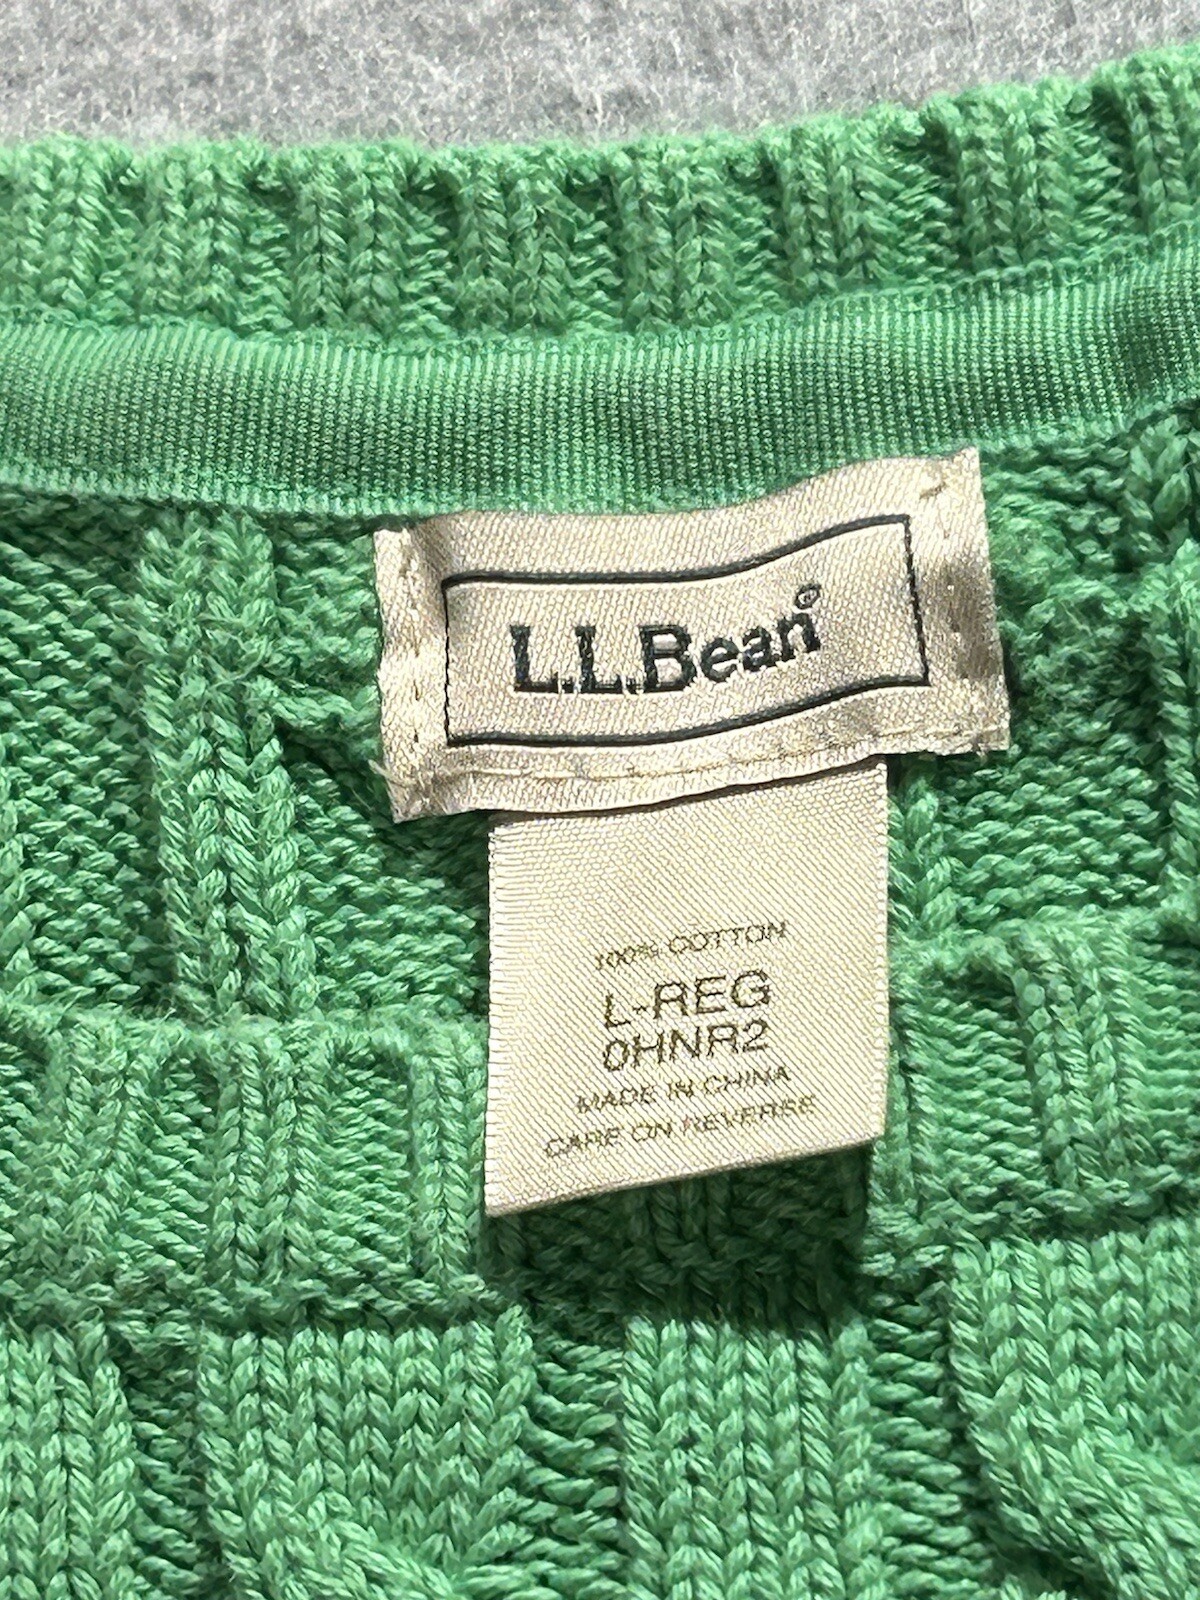 L.L.Bean®
100% COTTON
L-REG
0HNR2
MADE IN CHINA
CARE ON REVERSE